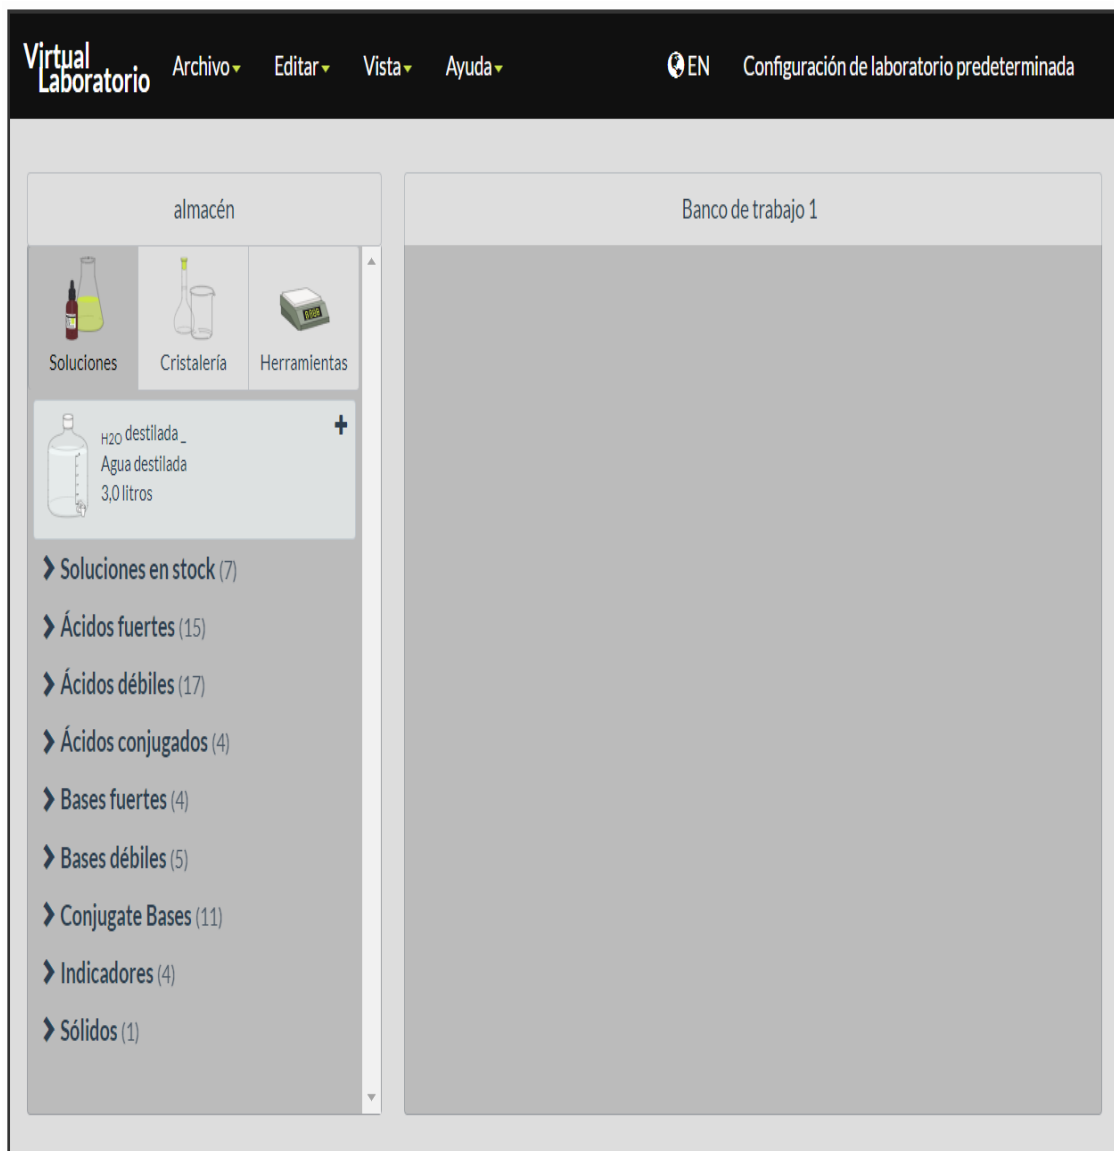 Virtual
Laboratorio
Archivo
Editar
Vista
Ayuda
EN
Configuración de laboratorio predeterminada
almacén
Banco de trabajo 1
Soluciones
Cristalería
Herramientas
H2O destilada _
Agua destilada
3,0 litros
Soluciones en stock (7)
Ácidos fuertes (15)
Ácidos débiles (17)
Ácidos conjugados (4)
Bases fuertes (4)
Bases débiles (5)
Conjugate Bases (11)
Indicadores (4)
Sólidos (1)